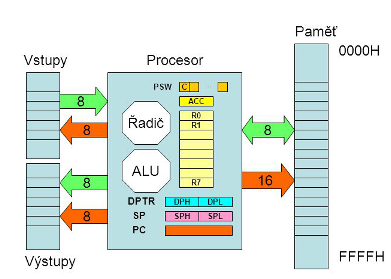 Vstupy
Procesor
Paměť
0000H
PSW C
ACC
Řadič
R0
R1
ALU
R7
DPTR DPH DPL
SP SPH SPL
PC
8
8
8
8
8
16
Výstupy
FFFFH